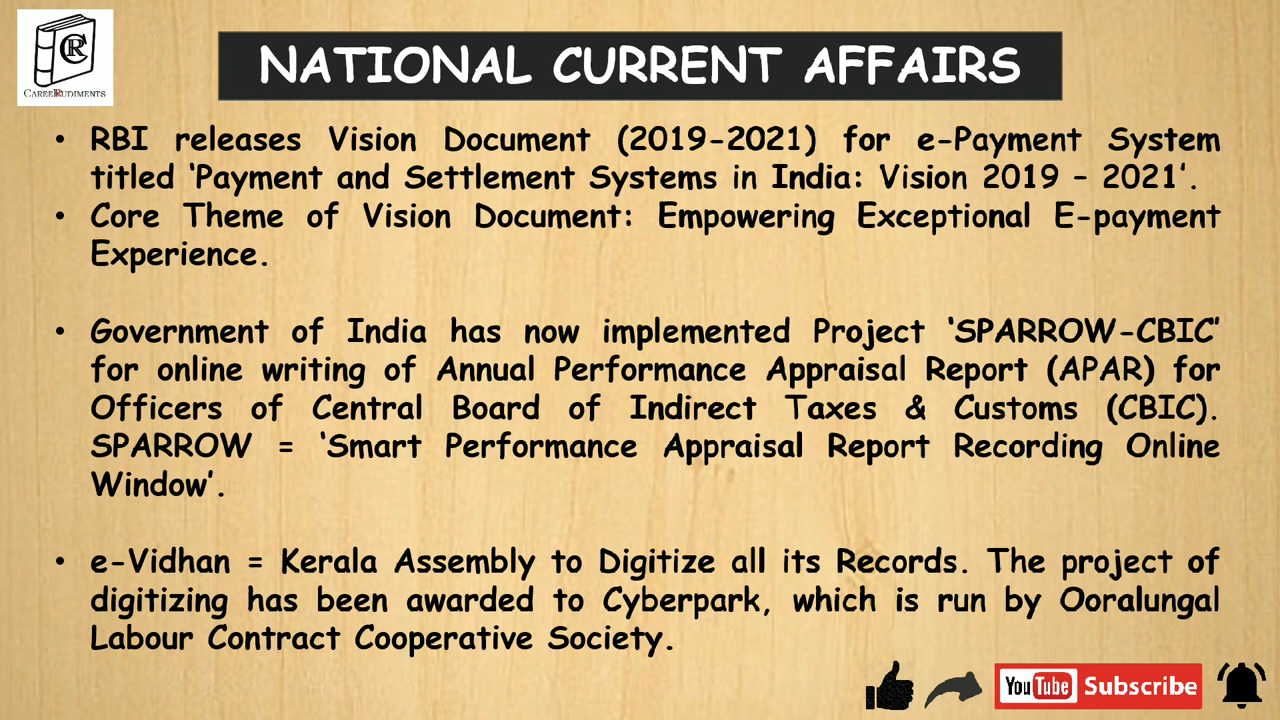 CR
CAREERUDIMENTS
NATIONAL CURRENT AFFAIRS
• RBI releases Vision Document (2019-2021) for e-Payment System
titled ‘Payment and Settlement Systems in India: Vision 2019 – 2021’.
• Core Theme of Vision Document: Empowering Exceptional E-payment
Experience.
• Government of India has now implemented Project ‘SPARROW-CBIC’
for online writing of Annual Performance Appraisal Report (APAR) for
Officers of Central Board of Indirect Taxes & Customs (CBIC).
SPARROW = ‘Smart Performance Appraisal Report Recording Online
Window’.
• e-Vidhan = Kerala Assembly to Digitize all its Records. The project of
digitizing has been awarded to Cyberpark, which is run by Ooralungal
Labour Contract Cooperative Society.
YouTube Subscribe